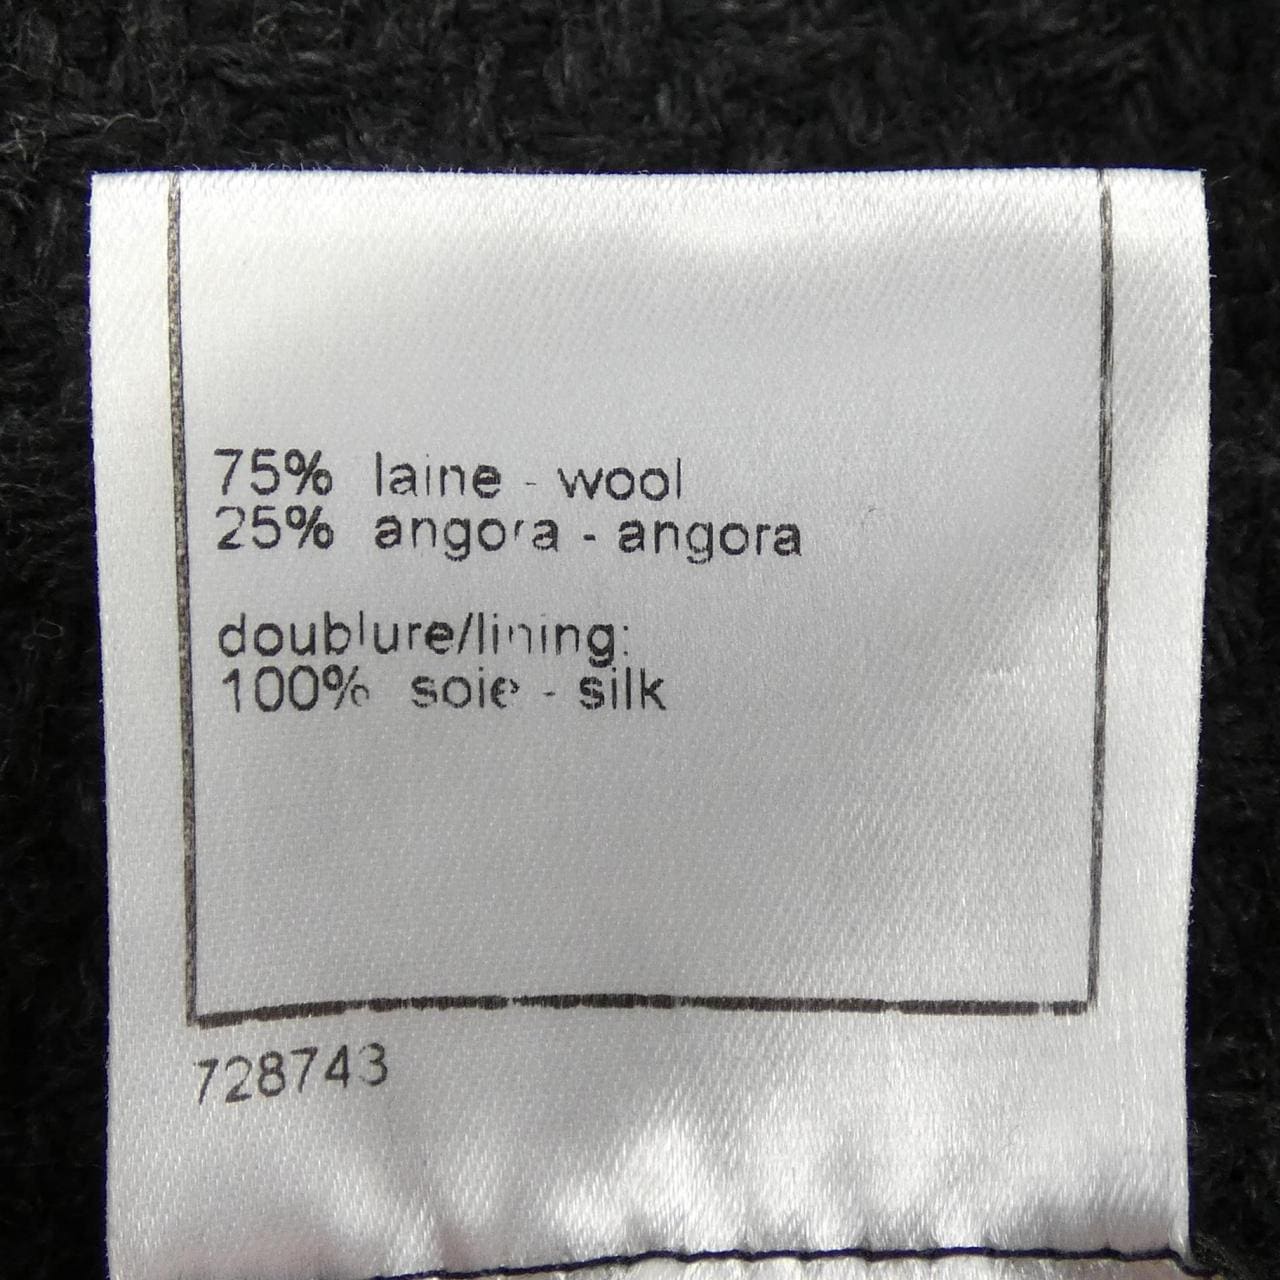 75% laine - wool
25% angora - angora
doublure/lining:
100% soie - silk
728743